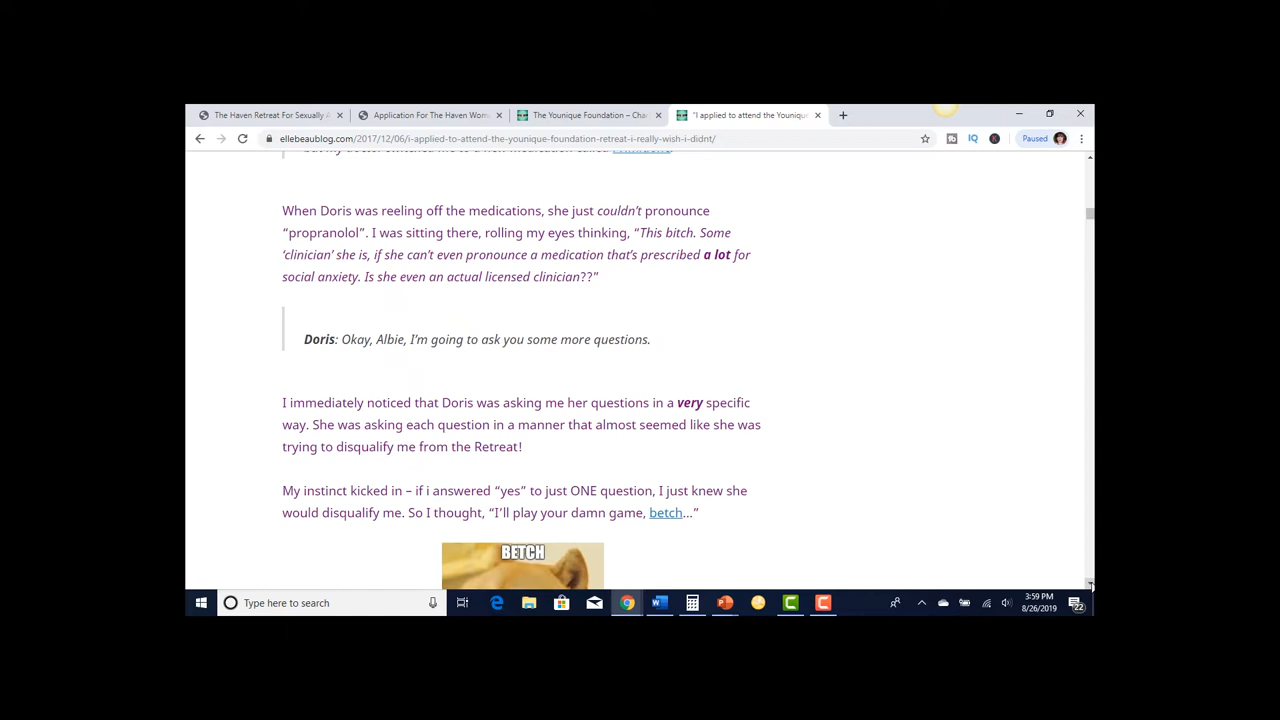 The Haven Retreat For Sexually A
Application For The Haven Wom
The Younique Foundation – Cha
"I applied to attend the Younique
ellebeaublog.com/2017/12/06/i-applied-to-attend-the-younique-foundation-retreat-i-really-wish-i-didnt/
IQ
Paused
When Doris was reeling off the medications, she just couldn't pronounce
“propranolol”. I was sitting there, rolling my eyes thinking, “This bitch. Some
‘clinician’ she is, if she can’t even pronounce a medication that’s prescribed a lot for
social anxiety. Is she even an actual licensed clinician??”
Doris: Okay, Albie, I’m going to ask you some more questions.
I immediately noticed that Doris was asking me her questions in a very specific
way. She was asking each question in a manner that almost seemed like she was
trying to disqualify me from the Retreat!
My instinct kicked in – if i answered “yes” to just ONE question, I just knew she
would disqualify me. So I thought, “I’ll play your damn game, betch…”
BETCH
Type here to search
3:59 PM
8/26/2019
22